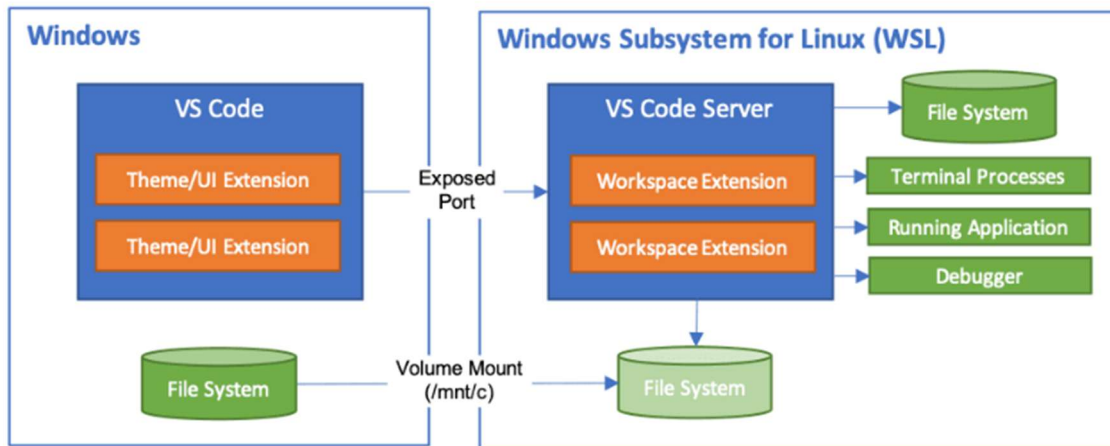 Windows
VS Code
Theme/UI Extension
Theme/UI Extension
File System
Exposed
Port
Volume Mount
(/mnt/c)
Windows Subsystem for Linux (WSL)
VS Code Server
Workspace Extension
Workspace Extension
File System
Terminal Processes
Running Application
Debugger
File System